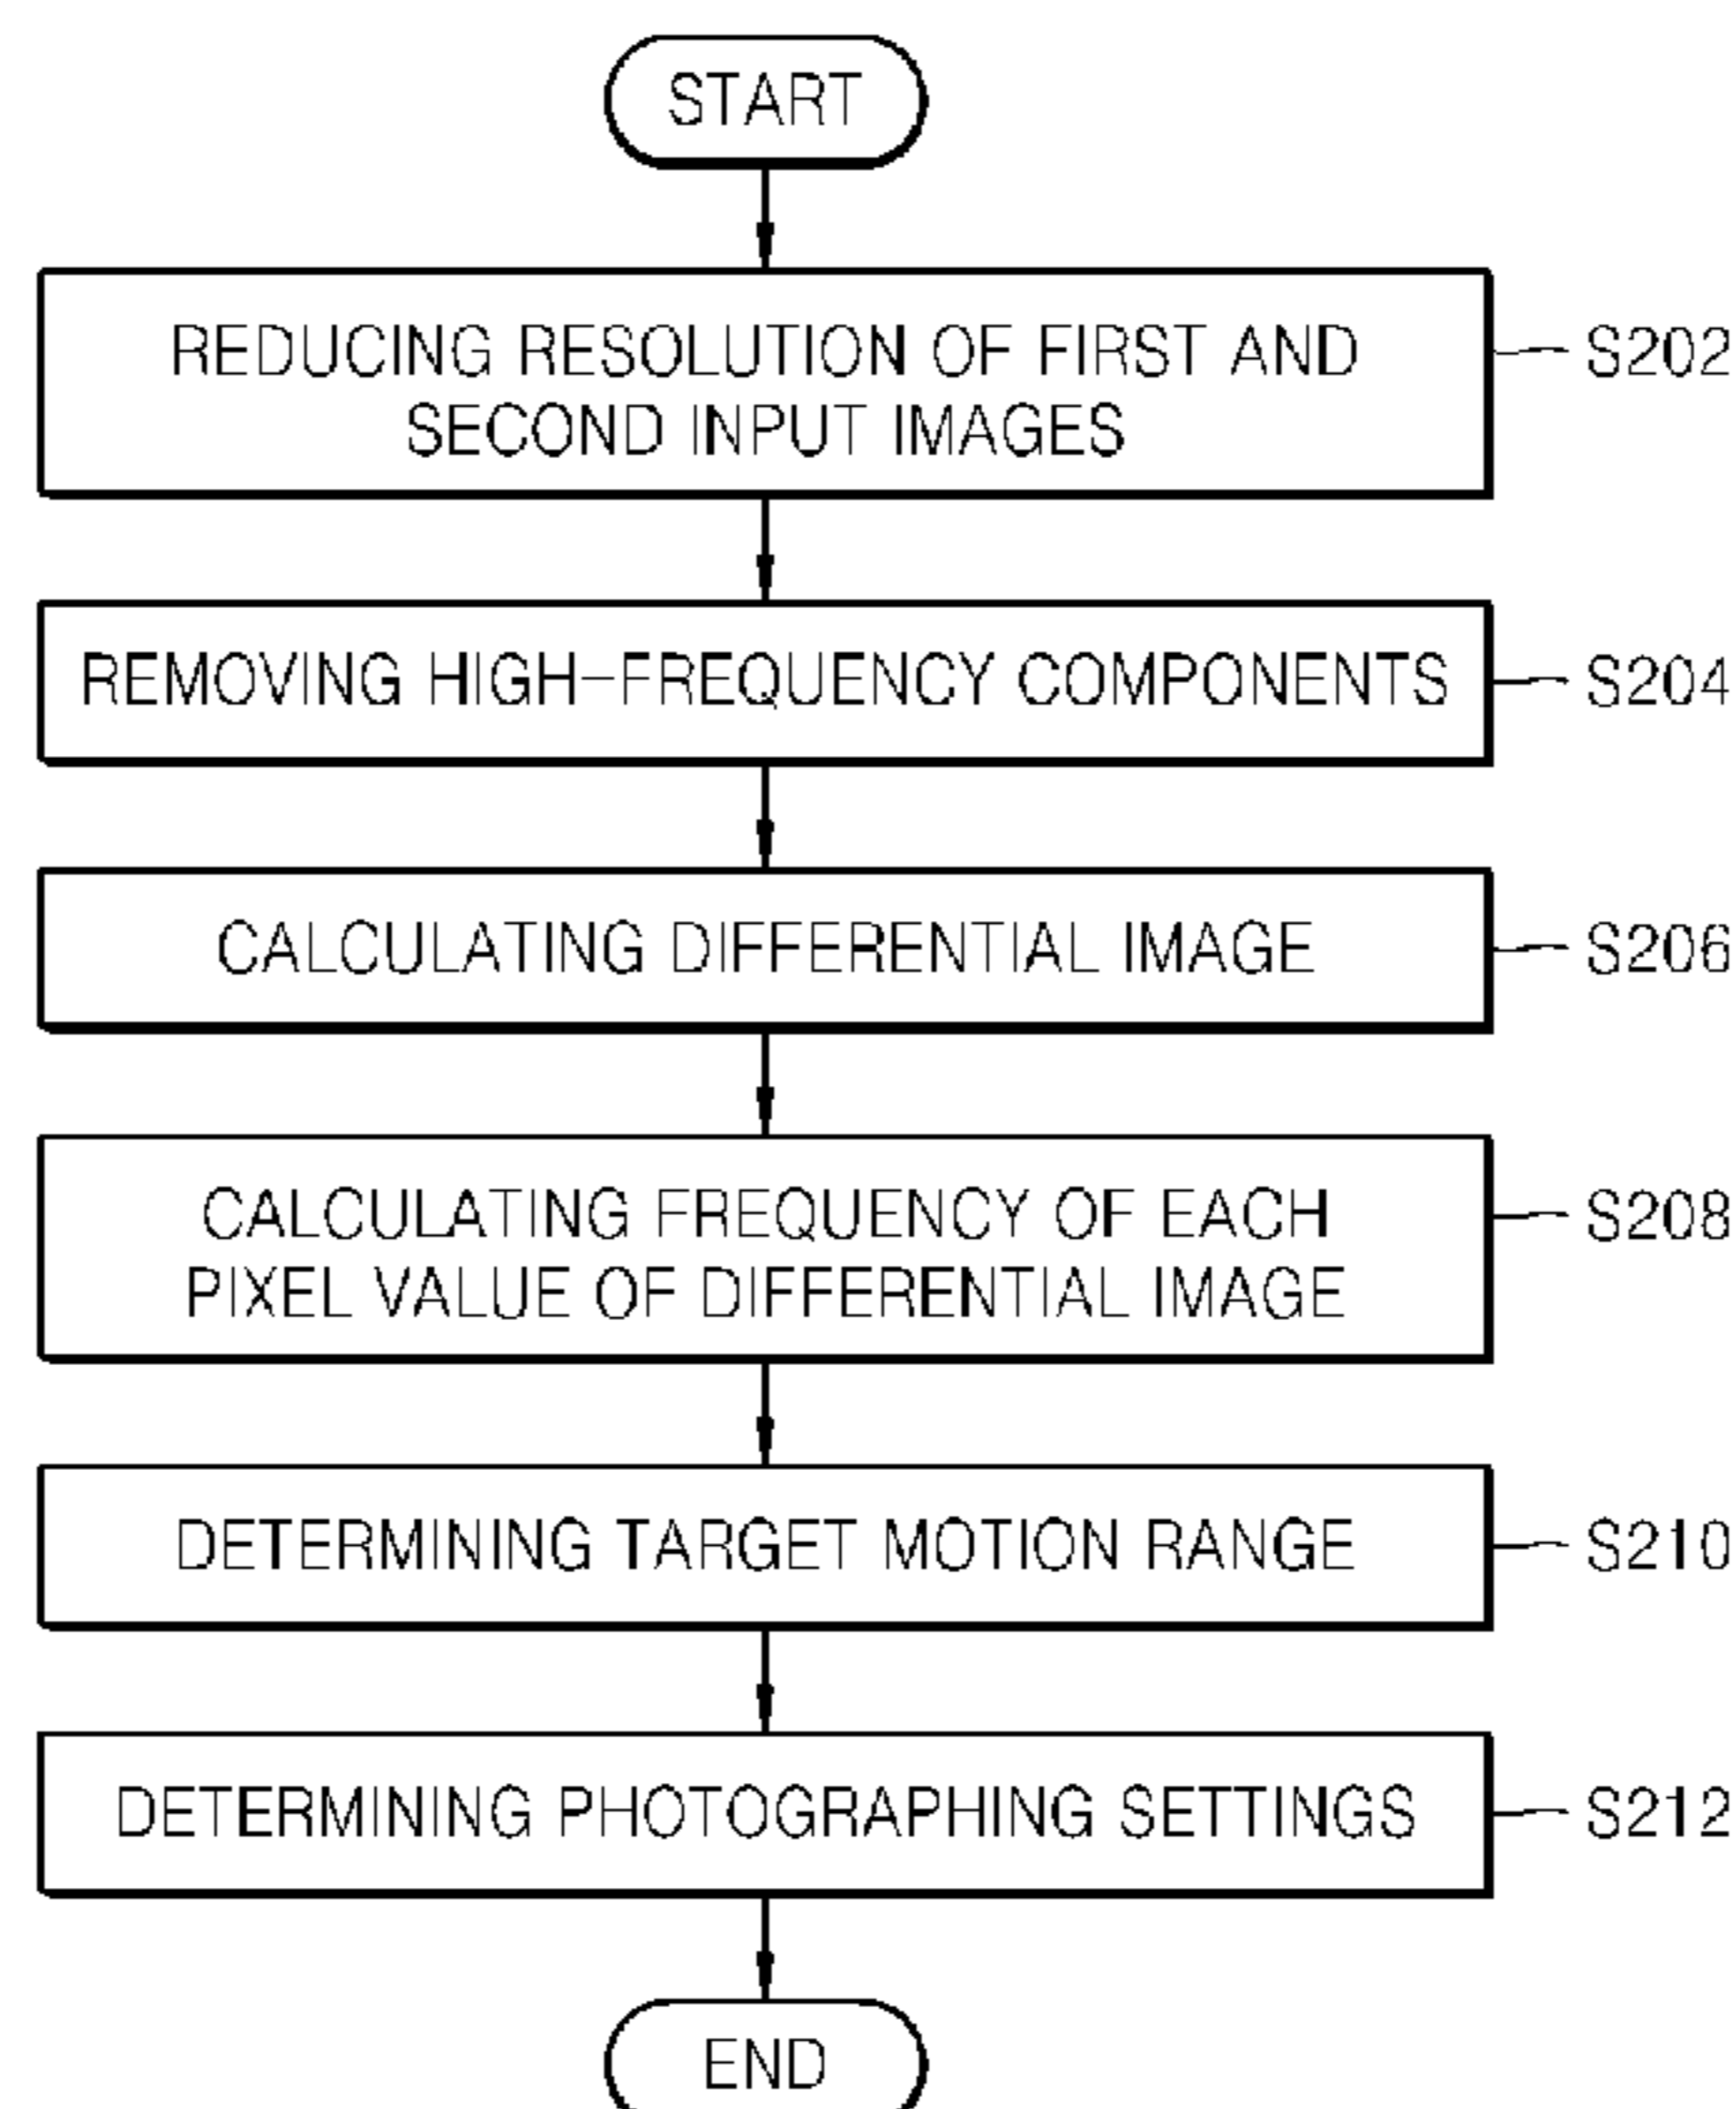 START
REDUCING RESOLUTION OF FIRST AND
SECOND INPUT IMAGES
S202
REMOVING HIGH-FREQUENCY COMPONENTS
S204
CALCULATING DIFFERENTIAL IMAGE
S206
CALCULATING FREQUENCY OF EACH
PIXEL VALUE OF DIFFERENTIAL IMAGE
S208
DETERMINING TARGET MOTION RANGE
S210
DETERMINING PHOTOGRAPHING SETTINGS
S212
END